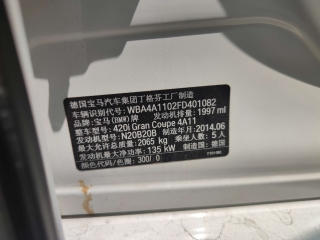 德国宝马汽车集团丁格芬工厂制造
车辆识别代号: WBA4A1102FD401082
发动机排量: 1997 ml
品牌: 宝马(BMW)牌
车辆型号: 420i Gran Coupe 4A11
发动机型号: N20B20B 制造年月: 2014.06
最大允许总质量: 2065 kg 乘坐人数: 5 人
发动机最大净功率: 135 kW 制造国: 德国
BMW 代码/色图: 300/ 0